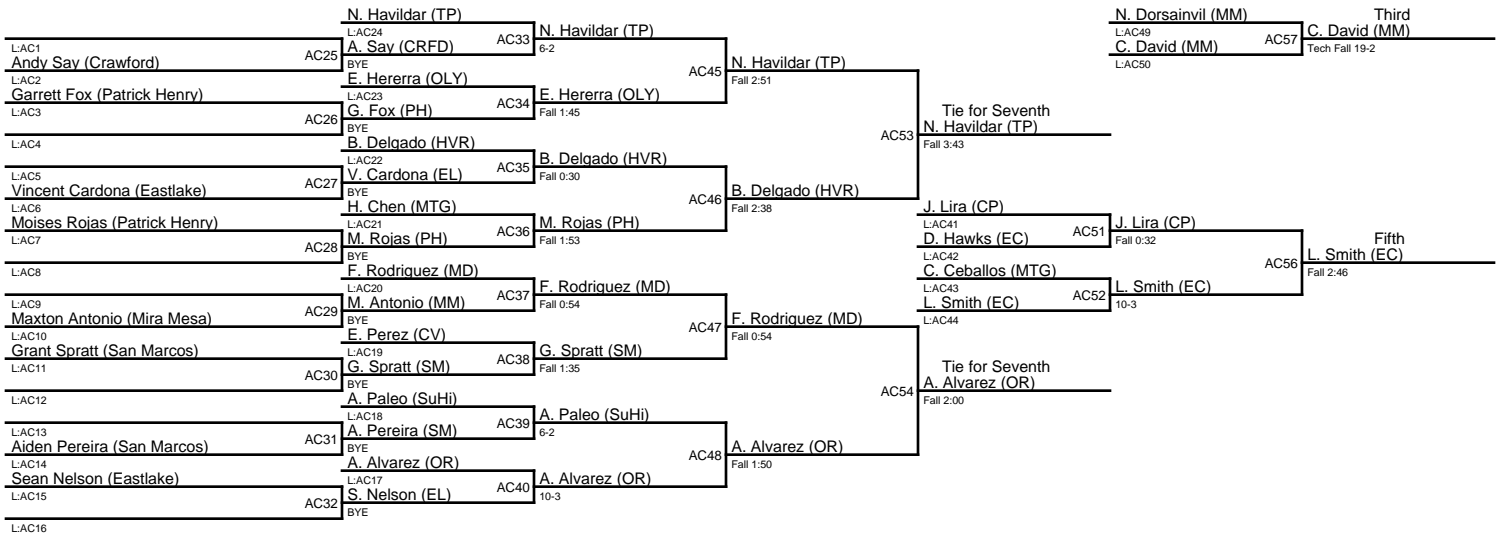 N. Havildar (TP)
L:AC24
L:AC1
AC25
A. Say (CRFD)
AC33
N. Havildar (TP)
6-2
Andy Say (Crawford)
BYE
L:AC2
E. Hererra (OLY)
AC45
N. Havildar (TP)
Fall 2:51
Garrett Fox (Patrick Henry)
L:AC23
L:AC3
AC26
G. Fox (PH)
AC34
E. Hererra (OLY)
Fall 1:45
BYE
L:AC4
B. Delgado (HVR)
AC53
Tie for Seventh
N. Havildar (TP)
Fall 3:43
L:AC22
L:AC5
AC27
V. Cardona (EL)
AC35
B. Delgado (HVR)
Fall 0:30
Vincent Cardona (Eastlake)
BYE
L:AC6
H. Chen (MTG)
AC46
B. Delgado (HVR)
Fall 2:38
Moises Rojas (Patrick Henry)
L:AC21
L:AC7
AC28
M. Rojas (PH)
AC36
M. Rojas (PH)
Fall 1:53
BYE
L:AC8
F. Rodriguez (MD)
L:AC20
L:AC9
AC29
M. Antonio (MM)
AC37
F. Rodriguez (MD)
Fall 0:54
Maxton Antonio (Mira Mesa)
BYE
L:AC10
E. Perez (CV)
AC47
F. Rodriguez (MD)
Fall 0:54
Grant Spratt (San Marcos)
L:AC19
L:AC11
AC30
G. Spratt (SM)
AC38
G. Spratt (SM)
Fall 1:35
BYE
L:AC12
A. Paleo (SuHi)
AC54
Tie for Seventh
A. Alvarez (OR)
Fall 2:00
L:AC18
L:AC13
AC31
A. Pereira (SM)
AC39
A. Paleo (SuHi)
6-2
Aiden Pereira (San Marcos)
BYE
L:AC14
A. Alvarez (OR)
AC48
A. Alvarez (OR)
Fall 1:50
Sean Nelson (Eastlake)
L:AC17
L:AC15
AC32
S. Nelson (EL)
AC40
A. Alvarez (OR)
10-3
BYE
L:AC16
J. Lira (CP)
L:AC41
D. Hawks (EC)
AC51
J. Lira (CP)
Fall 0:32
L:AC42
C. Ceballos (MTG)
AC56
Fifth
L. Smith (EC)
Fall 2:46
L:AC43
L. Smith (EC)
AC52
L. Smith (EC)
10-3
L:AC44
N. Dorsainvil (MM)
L:AC49
C. David (MM)
AC57
Third
C. David (MM)
Tech Fall 19-2
L:AC50